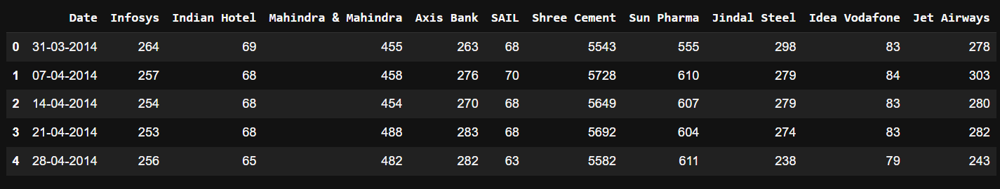 Date Infosys Indian Hotel Mahindra & Mahindra Axis Bank SAIL Shree Cement Sun Pharma Jindal Steel Idea Vodafone Jet Airways
0 31-03-2014 264 69 455 263 68 5543 555 298 83 278
1 07-04-2014 257 68 458 276 70 5728 610 279 84 303
2 14-04-2014 254 68 454 270 68 5649 607 279 83 280
3 21-04-2014 253 68 488 283 68 5692 604 274 83 282
4 28-04-2014 256 65 482 282 63 5582 611 238 79 243